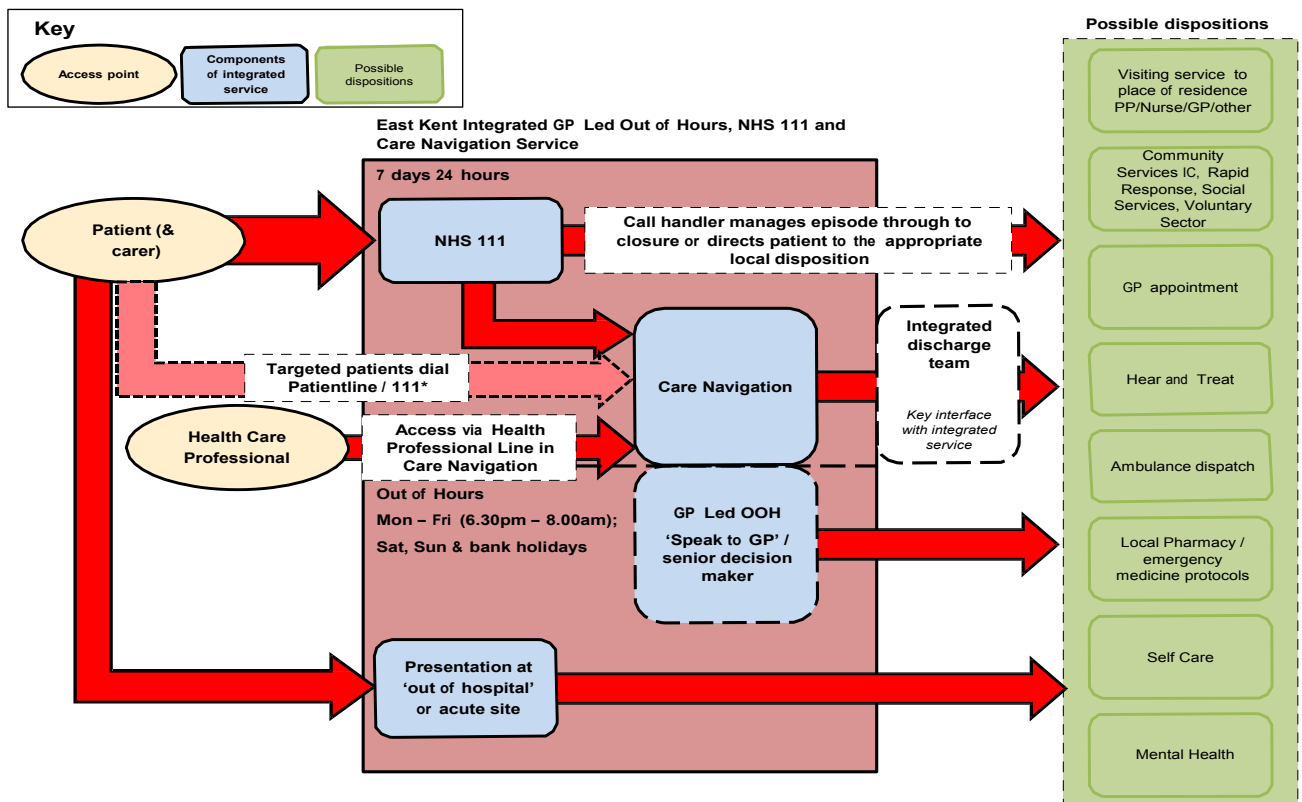 Key
Access point
Components
of integrated
service
Possible
dispositions
Possible dispositions
East Kent Integrated GP Led Out of Hours, NHS 111 and
Care Navigation Service
7 days 24 hours
Patient (&
carer)
NHS 111
Call handler manages episode through to
closure or directs patient to the appropriate
local disposition
Targeted patients dial
Patientline / 111*
Care Navigation
Integrated
discharge
team
Key interface
with integrated
service
Health Care
Professional
Access via Health
Professional Line in
Care Navigation
Out of Hours
Mon – Fri (6.30pm – 8.00am);
Sat, Sun & bank holidays
GP Led OOH
‘Speak to GP’ /
senior decision
maker
Presentation at
‘out of hospital’
or acute site
Visiting service to
place of residence
PP/Nurse/GP/other
Community
Services IC, Rapid
Response, Social
Services, Voluntary
Sector
GP appointment
Hear and Treat
Ambulance dispatch
Local Pharmacy /
emergency
medicine protocols
Self Care
Mental Health